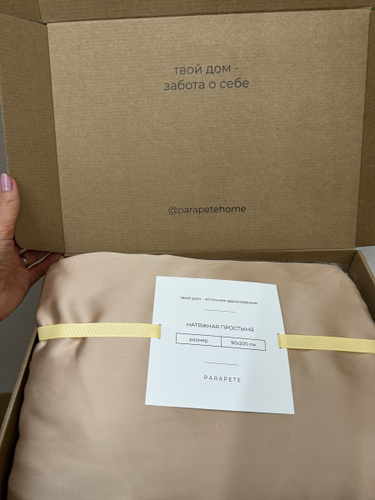 твой дом -
забота о себе
@parapetehome
твой дом - источник вдохновения
НАТЯЖНАЯ ПРОСТЫНЯ
размер 90х200 см
PARAPETE